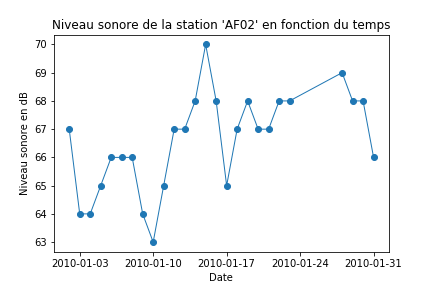 Niveau sonore de la station 'AF02' en fonction du temps
70
69
68
67
66
65
64
63
Niveau sonore en dB
2010-01-03 2010-01-10 2010-01-17 2010-01-24 2010-01-31
Date